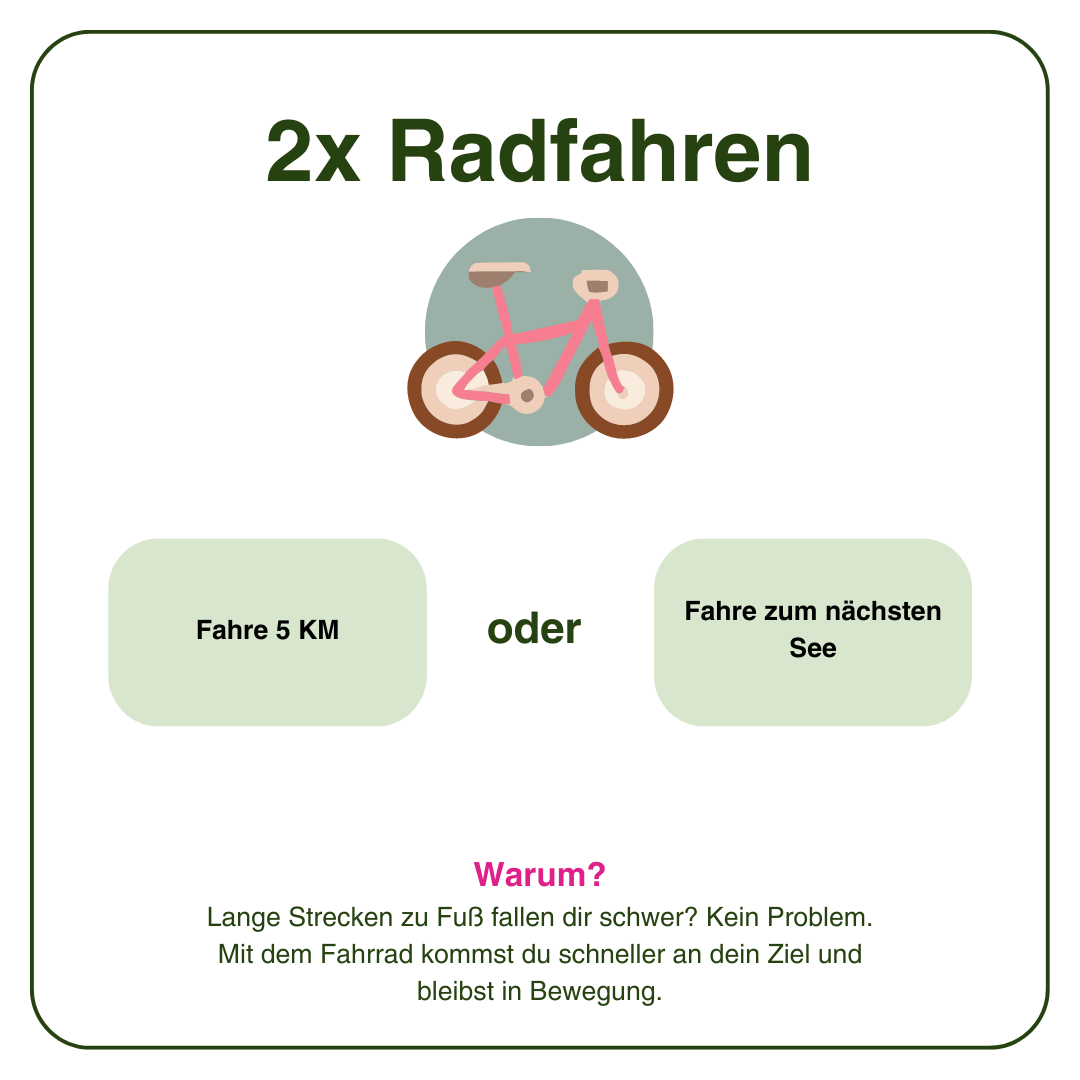 2x Radfahren
Fahre 5 KM
oder
Fahre zum nächsten
See
Warum?
Lange Strecken zu Fuß fallen dir schwer? Kein Problem.
Mit dem Fahrrad kommst du schneller an dein Ziel und
bleibst in Bewegung.